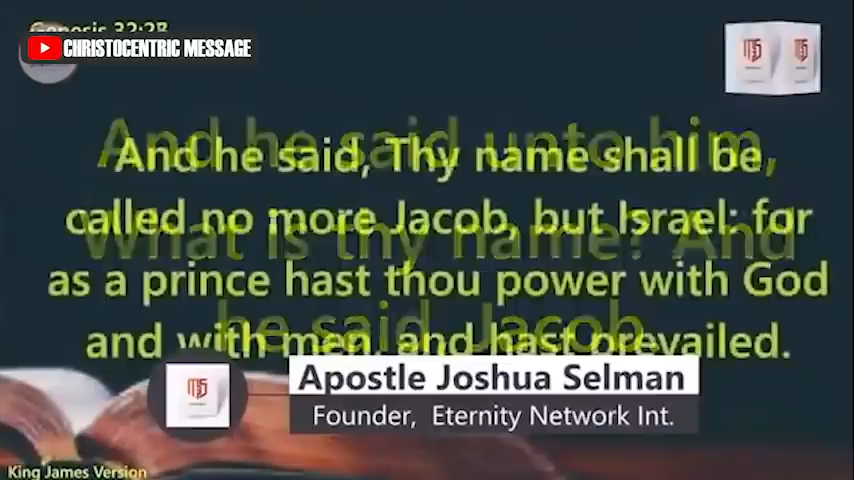 Genesis 32:28
CHRISTOCENTRIC MESSAGE
And he said, Thy name shall be
called no more Jacob, but Israel: for
as a prince hast thou power with God
and with men, and hast prevailed.
And he said unto him,
What is thy name? And
he said, Jacob
Apostle Joshua Selman
Founder, Eternity Network Int.
King James Version